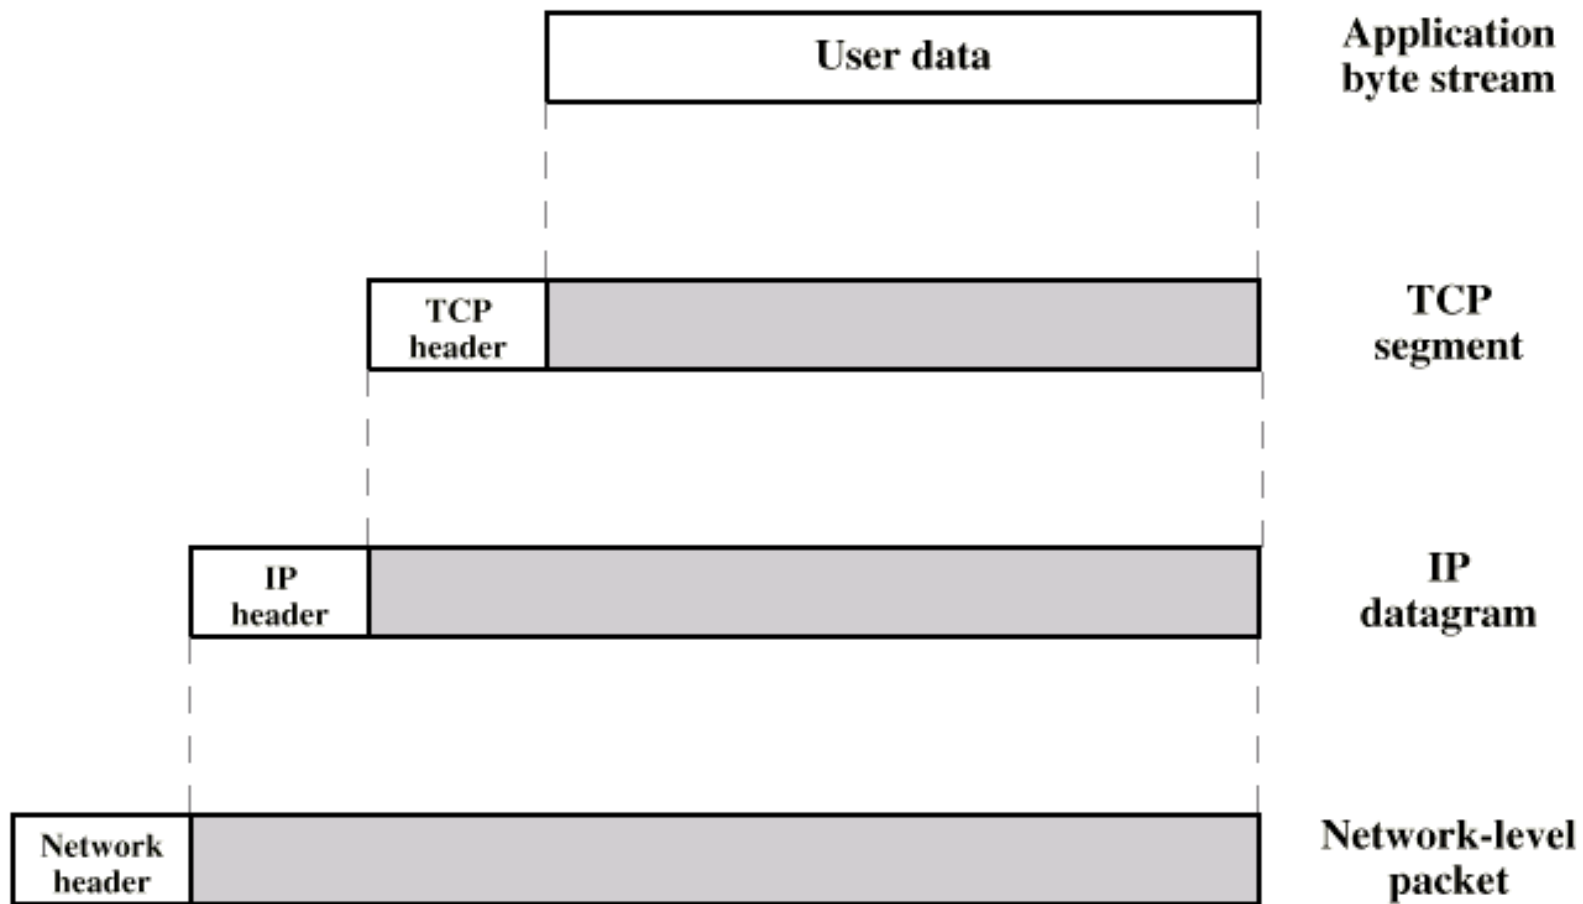 User data
Application
byte stream
TCP
header
TCP
segment
IP
header
IP
datagram
Network
header
Network-level
packet